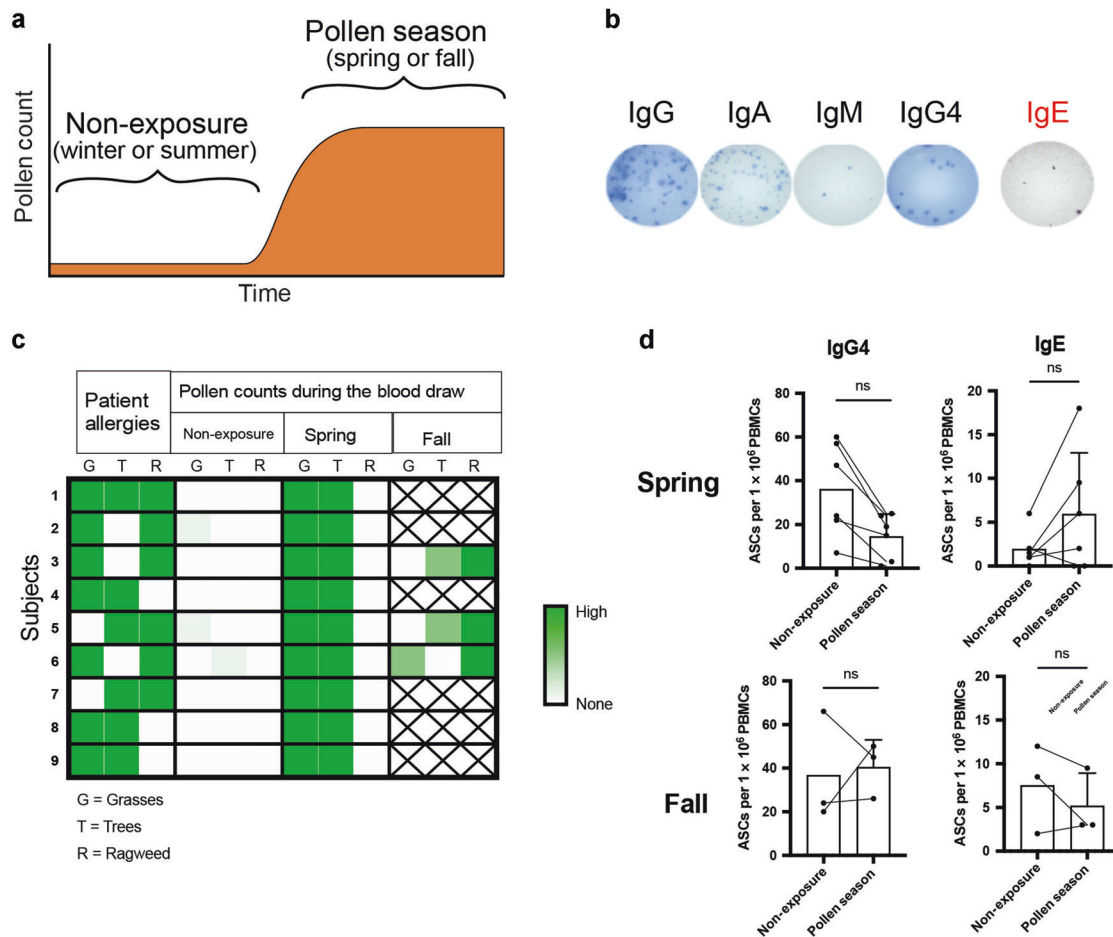 a
Pollen season
(spring or fall)
Non-exposure
(winter or summer)
Pollen count
Time
b
IgG IgA IgM IgG4 IgE
c
Patient
allergies
Pollen counts during the blood draw
Non-exposure Spring Fall
G T R G T R G T R G T R
Subjects
1
2
3
4
5
6
7
8
9
High
None
G = Grasses
T = Trees
R = Ragweed
d
IgG4 IgE
Spring
ns
ASCs per 1 × 10⁶ PBMCs
80
60
40
20
0
Non-exposure
Pollen season
ns
ASCs per 1 × 10⁶ PBMCs
20
15
10
5
0
Non-exposure
Pollen season
Fall
ns
ASCs per 1 × 10⁶ PBMCs
80
60
40
20
0
Non-exposure
Pollen season
ns
Non-exposure
Pollen season
ASCs per 1 × 10⁶ PBMCs
20
15
10
5
0
Non-exposure
Pollen season